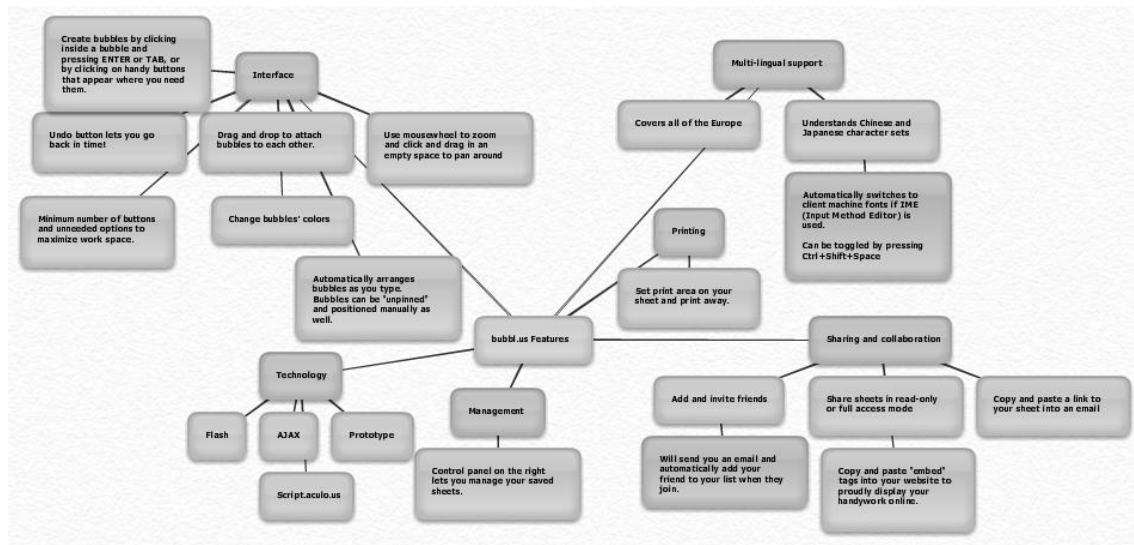 Create bubbles by clicking
inside a bubble and
pressing ENTER or TAB, or
by clicking on handy buttons
that appear where you need
them.
Interface
Undo button lets you go
back in time!
Drag and drop to attach
bubbles to each other.
Use mousewheel to zoom
and click and drag in an
empty space to pan around
Minimum number of buttons
and unneeded options to
maximize work space.
Change bubbles' colors
Automatically arranges
bubbles as you type.
Bubbles can be "unpinned"
and positioned manually as
well.
Multi-lingual support
Covers all of the Europe
Understands Chinese and
Japanese character sets
Automatically switches to
client machine fonts if IME
(Input Method Editor) is
used.
Can be toggled by pressing
Ctrl+Shift+Space
Printing
Set print area on your
sheet and print away.
bubbl.us Features
Sharing and collaboration
Add and invite friends
Share sheets in read-only
or full access mode
Copy and paste a link to
your sheet into an email
Will send you an email and
automatically add your
friend to your list when they
join.
Copy and paste "embed"
tags into your website to
proudly display your
handywork online.
Technology
Flash
AJAX
Prototype
Script.aculo.us
Management
Control panel on the right
lets you manage your saved
sheets.